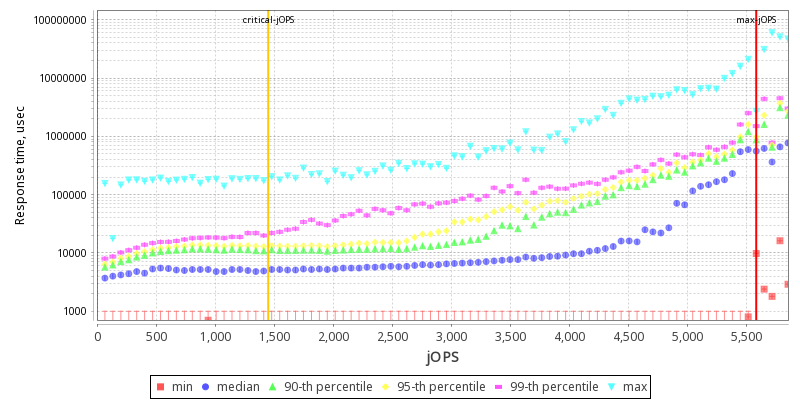 critical-jOPS max-jOPS
100000000
10000000
1000000
100000
10000
1000
Response time, usec
0 500 1,000 1,500 2,000 2,500 3,000 3,500 4,000 4,500 5,000 5,500
jOPS
min median 90-th percentile 95-th percentile 99-th percentile max